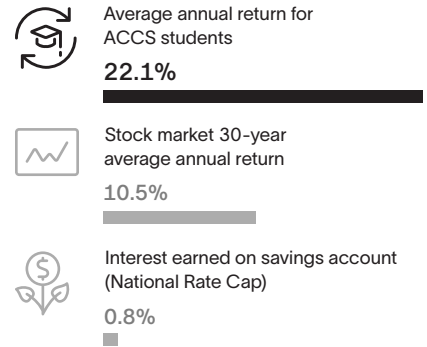 Average annual return for
ACCS students
22.1%
Stock market 30-year
average annual return
10.5%
$
Interest earned on savings account
(National Rate Cap)
0.8%